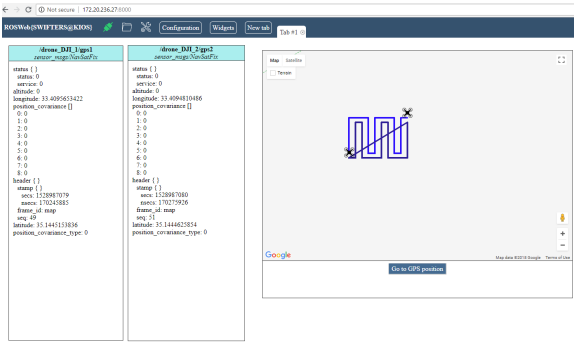 Not secure | 172.20.236.27:8000
ROSWeb{SWIFTERS@KIOS}
Configuration
Widgets
New tab
Tab #1
/drone_DJI_1/gps1
sensor_msgs/NavSatFix
status { }
status: 0
service: 0
altitude: 0
longitude: 33.4095653422
position_covariance []
0: 0
1: 0
2: 0
3: 0
4: 0
5: 0
6: 0
7: 0
8: 0
header { }
stamp { }
secs: 1528987079
nsecs: 170245885
frame_id: map
seq: 49
latitude: 35.1445153836
position_covariance_type: 0
/drone_DJI_2/gps2
sensor_msgs/NavSatFix
status { }
status: 0
service: 0
altitude: 0
longitude: 33.4094810486
position_covariance []
0: 0
1: 0
2: 0
3: 0
4: 0
5: 0
6: 0
7: 0
8: 0
header { }
stamp { }
secs: 1528987080
nsecs: 170275926
frame_id: map
seq: 51
latitude: 35.1444625854
position_covariance_type: 0
Map Satellite
Terrain
Google
Map data ©2018 Google Terms of Use
Go to GPS position